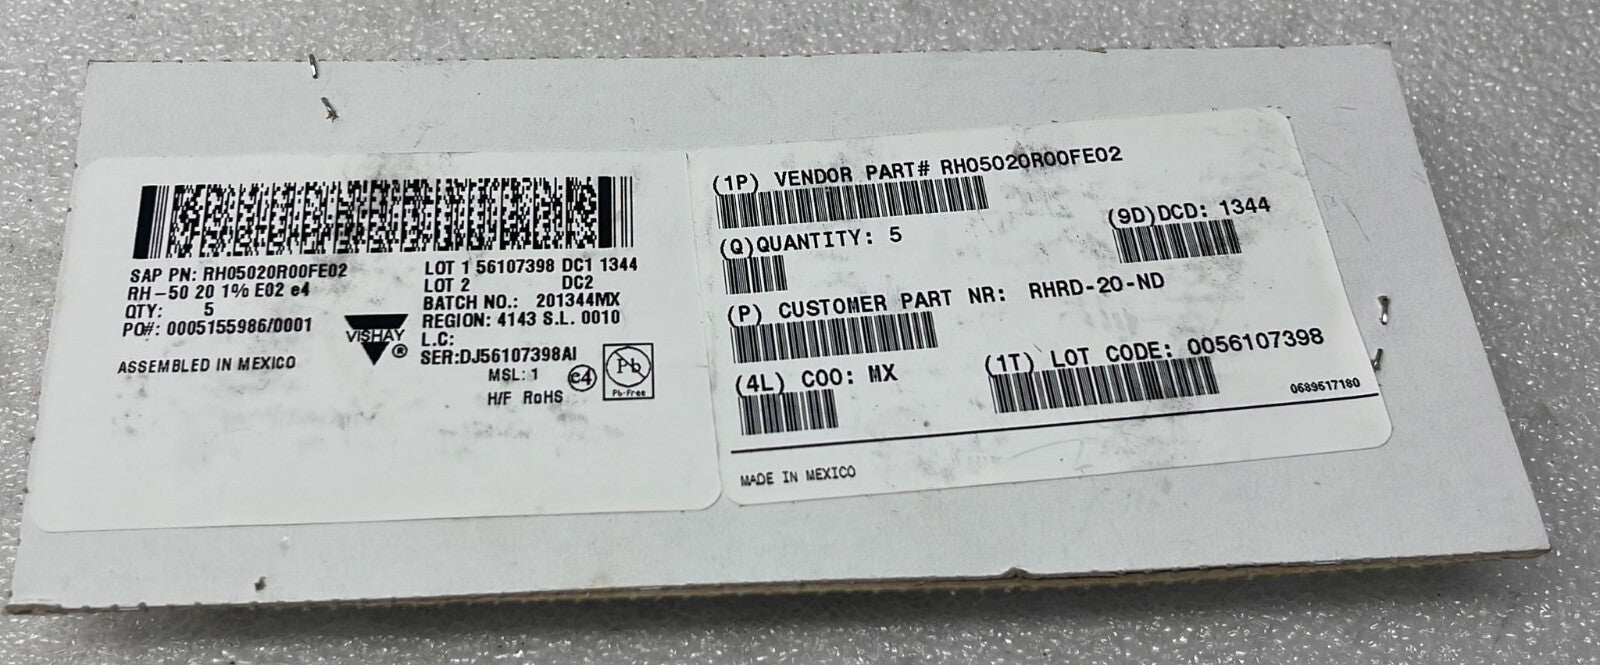 SAP PN: RH05020R00FE02
RH-50 20 1% E02 e4
QTY: 5
PO#: 0005155986/0001
ASSEMBLED IN MEXICO
VISHAY ®
LOT 1 56107398 DC1 1344
LOT 2 DC2
BATCH NO.: 201344MX
REGION: 4143 S.L. 0010
L.C:
SER:DJ56107398AI
MSL: 1
H/F RoHS
e4
Pb
Pb-Free
(1P) VENDOR PART# RH05020R00FE02
(Q)QUANTITY: 5
(9D)DCD: 1344
(P) CUSTOMER PART NR: RHRD-20-ND
(4L) COO: MX
(1T) LOT CODE: 0056107398
0689517180
MADE IN MEXICO